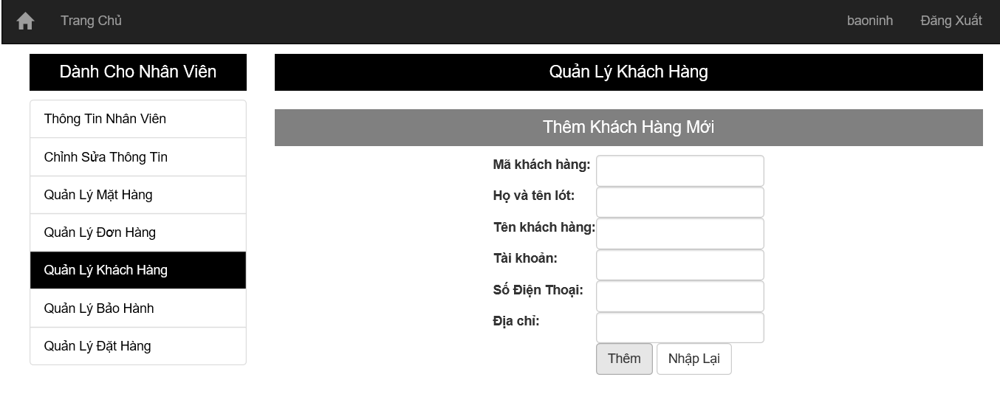 Trang Chủ
baoninh
Đăng Xuất
Dành Cho Nhân Viên
Thông Tin Nhân Viên
Chỉnh Sửa Thông Tin
Quản Lý Mặt Hàng
Quản Lý Đơn Hàng
Quản Lý Khách Hàng
Quản Lý Bảo Hành
Quản Lý Đặt Hàng
Quản Lý Khách Hàng
Thêm Khách Hàng Mới
Mã khách hàng:
Họ và tên lót:
Tên khách hàng:
Tài khoản:
Số Điện Thoại:
Địa chỉ:
Thêm
Nhập Lại